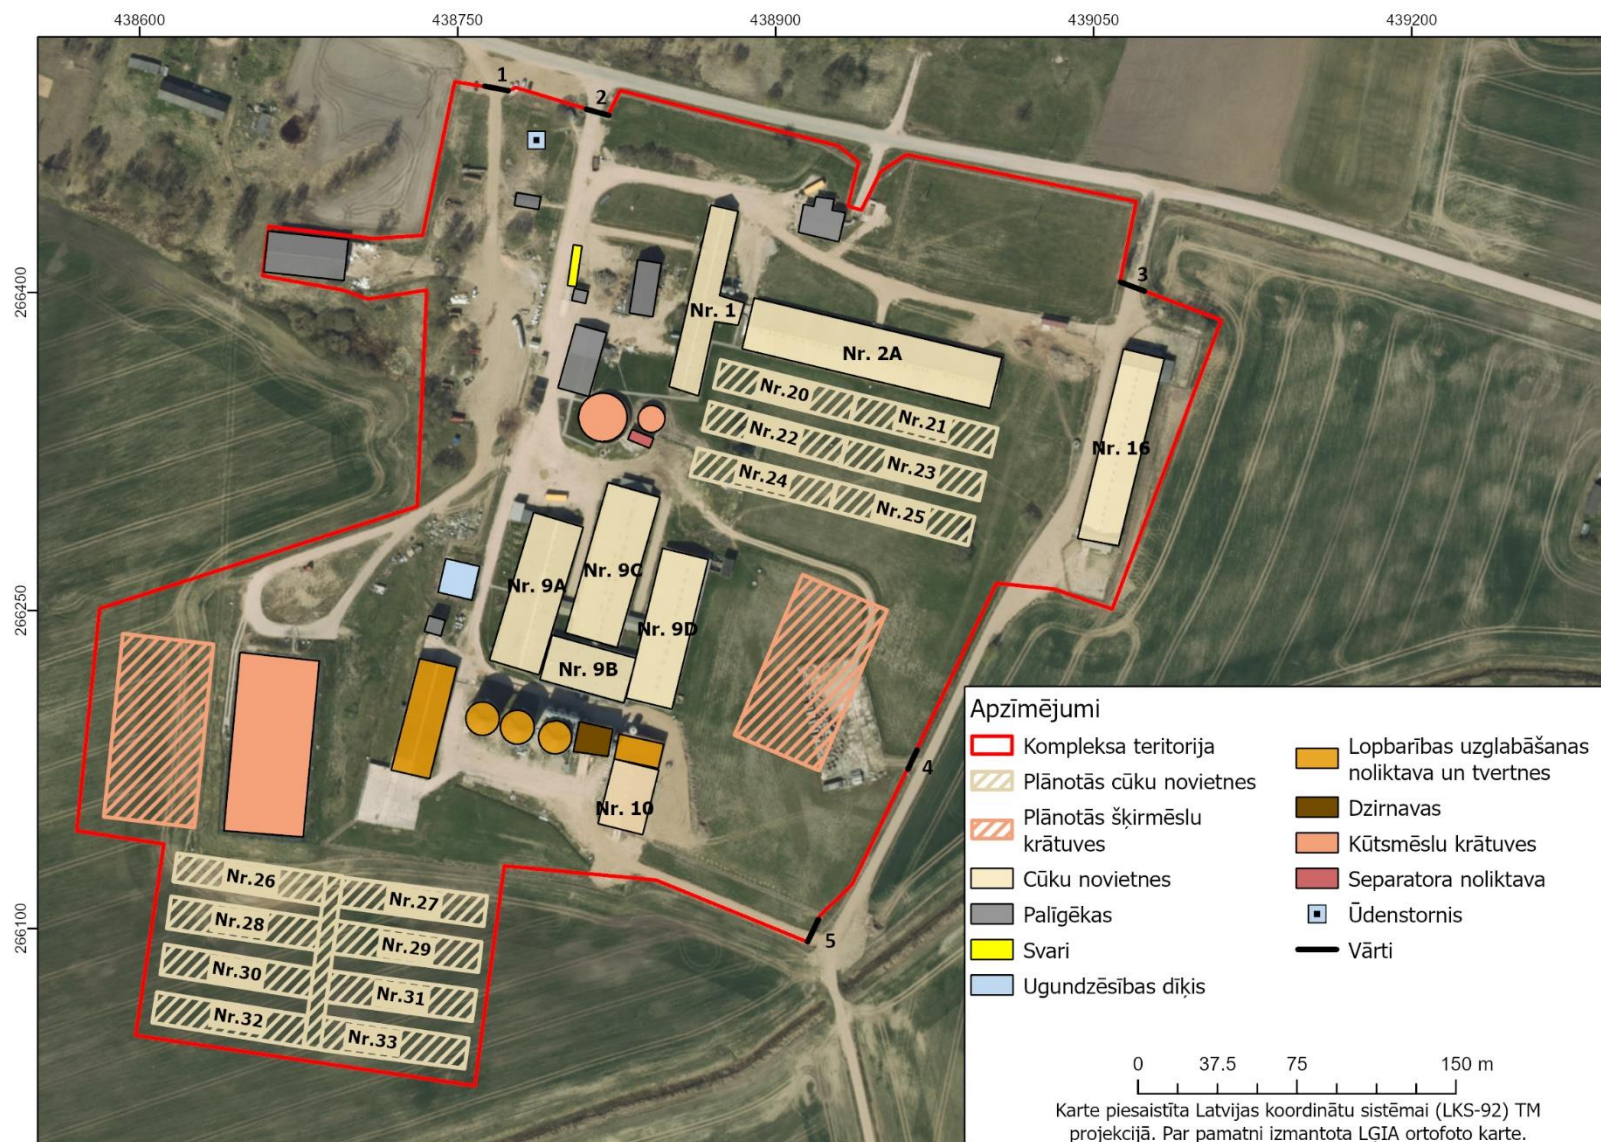 438600 438750 438900 439050 439200
266400
266250
266100
1
2
3
4
5
Nr. 1
Nr. 2A
Nr.20
Nr.21
Nr.22
Nr.23
Nr.24
Nr.25
Nr. 16
Nr. 9A
Nr. 9C
Nr. 9D
Nr. 9B
Nr. 10
Nr.26
Nr.27
Nr.28
Nr.29
Nr.30
Nr.31
Nr.32
Nr.33
Apzīmējumi
Kompleksa teritorija
Plānotās cūku novietnes
Plānotās šķirmēslu
krātuves
Cūku novietnes
Palīgēkas
Svari
Ugundzēsības dīķis
Lopbarības uzglabāšanas
noliktava un tvertnes
Dzirnavas
Kūtsmēslu krātuves
Separatora noliktava
Ūdenstornis
Vārti
0 37.5 75 150 m
Karte piesaistīta Latvijas koordinātu sistēmai (LKS-92) TM
projekcijā. Par pamatni izmantota LGIA ortofoto karte.